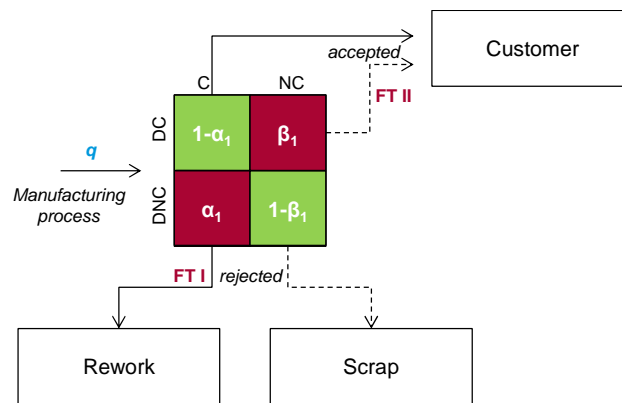 Customer
accepted
C
NC
FT II
DC
1-α1
β1
q
Manufacturing
process
DNC
α1
1-β1
FT I
rejected
Rework
Scrap